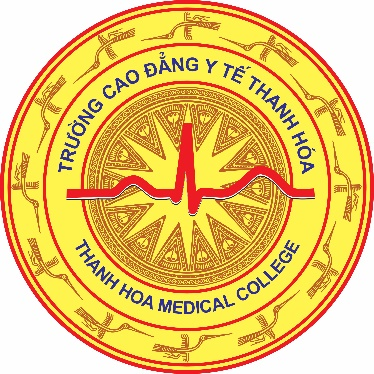 TRƯỜNG CAO ĐẲNG Y TẾ THANH HÓA
THANH HOA MEDICAL COLLEGE